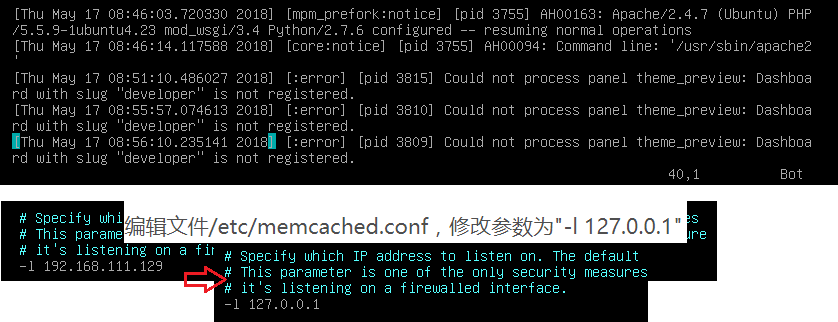 [Thu May 17 08:46:03.720330 2018] [mpm_prefork:notice] [pid 3755] AH00163: Apache/2.4.7 (Ubuntu) PHP
/5.5.9-1ubuntu4.23 mod_wsgi/3.4 Python/2.7.6 configured -- resuming normal operations
[Thu May 17 08:46:14.117588 2018] [core:notice] [pid 3755] AH00094: Command line: '/usr/sbin/apache2
'
[Thu May 17 08:51:10.486027 2018] [:error] [pid 3815] Could not process panel theme_preview: Dashboa
rd with slug "developer" is not registered.
[Thu May 17 08:55:57.074613 2018] [:error] [pid 3810] Could not process panel theme_preview: Dashboa
rd with slug "developer" is not registered.
[Thu May 17 08:56:10.235141 2018] [:error] [pid 3809] Could not process panel theme_preview: Dashboa
rd with slug "developer" is not registered.
40,1 Bot
编辑文件/etc/memcached.conf，修改参数为"-l 127.0.0.1"
# Specify
# This
# it's listening on a
-l 192.168.111.129
# Specify which IP address to listen on. The default
# This parameter is one of the only security measures
# it's listening on a firewalled interface.
-l 127.0.0.1